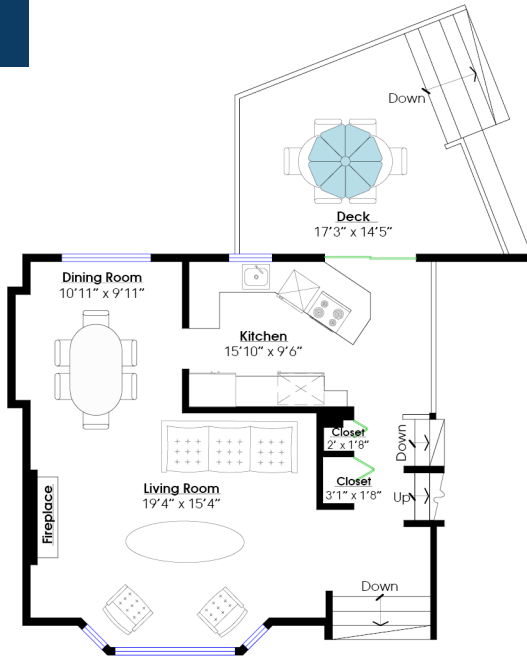 Down
Deck
17'3" x 14'5"
Dining Room
10'11" x 9'11"
Kitchen
15'10" x 9'6"
Closet
2' x 1'8"
Down
Closet
3'1" x 1'8"
Up
Living Room
19'4" x 15'4"
Fireplace
Down